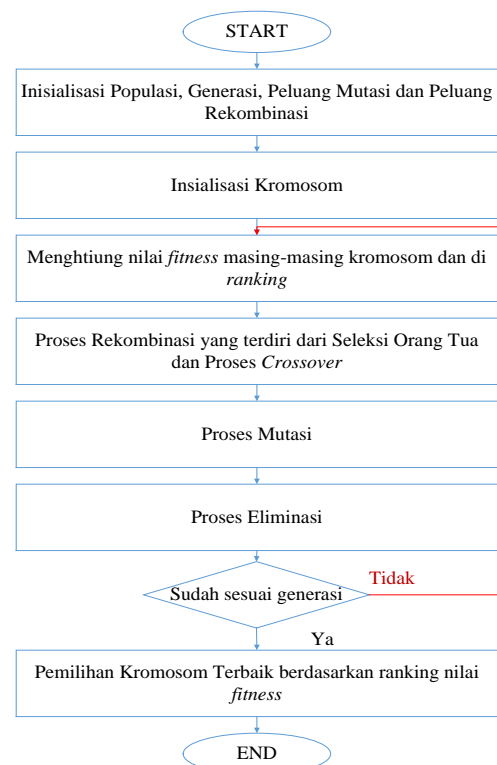 START
Inisialisasi Populasi, Generasi, Peluang Mutasi dan Peluang
Rekombinasi
Insialisasi Kromosom
Menghtiung nilai fitness masing-masing kromosom dan di
ranking
Proses Rekombinasi yang terdiri dari Seleksi Orang Tua
dan Proses Crossover
Proses Mutasi
Proses Eliminasi
Sudah sesuai generasi
Tidak
Ya
Pemilihan Kromosom Terbaik berdasarkan ranking nilai
fitness
END